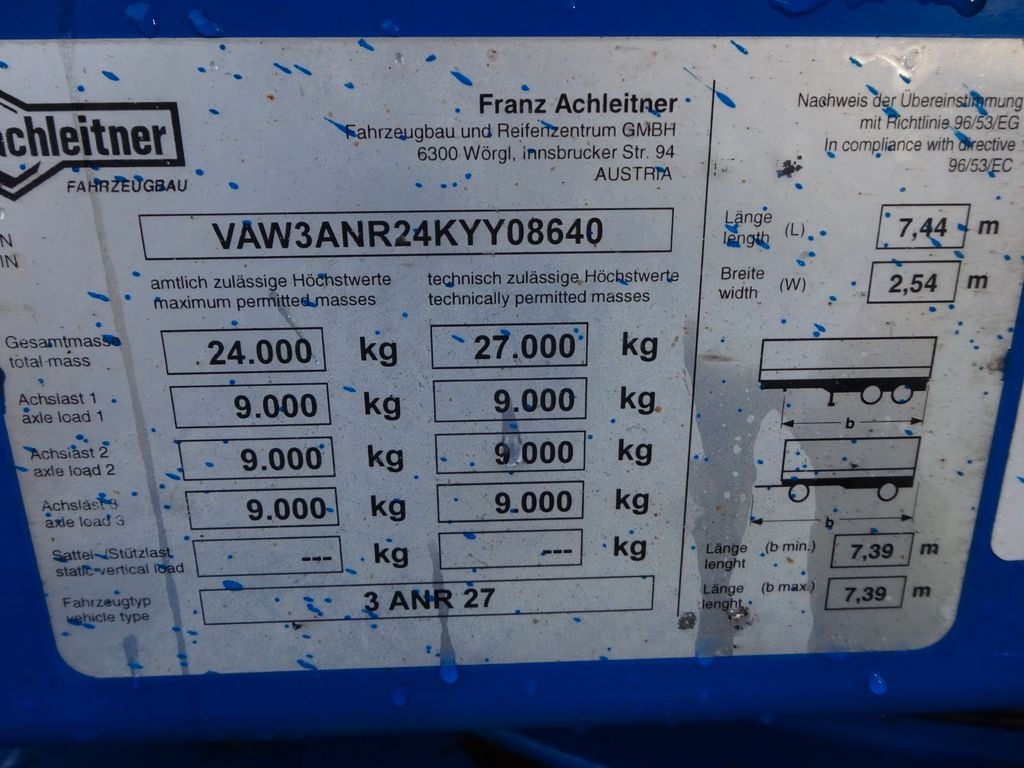 Achleitner
FAHRZEUGBAU
Franz Achleitner
Fahrzeugbau und Reifenzentrum GMBH
6300 Wörgl, Innsbrucker Str. 94
AUSTRIA
N
IN
VAW3ANR24KYY08640
amtlich zulässige Höchstwerte
maximum permitted masses
technisch zulässige Höchstwerte
technically permitted masses
Gesamtmasse
total mass
24.000 kg 27.000 kg
Achslast 1
axle load 1
9.000 kg 9.000 kg
Achslast 2
axle load 2
9.000 kg 9.000 kg
Achslast 3
axle load 3
9.000 kg 9.000 kg
Sattel-/Stützlast
static vertical load
--- kg --- kg
Fahrzeugtyp
vehicle type
3 ANR 27
Nachweis der Übereinstimmung
mit Richtlinie 96/53/EG
In compliance with directive
96/53/EC
Länge
length (L) 7,44 m
Breite
width (W) 2,54 m
b
b
Länge (b min.) 7,39 m
lenght
Länge (b max.) 7,39 m
lenght